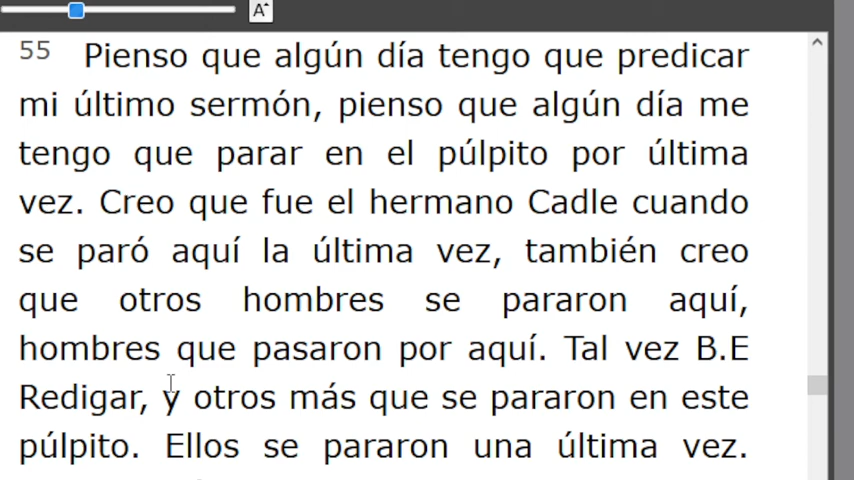 A
55 Pienso que algún día tengo que predicar
mi último sermón, pienso que algún día me
tengo que parar en el púlpito por última
vez. Creo que fue el hermano Cadle cuando
se paró aquí la última vez, también creo
que otros hombres se pararon aquí,
hombres que pasaron por aquí. Tal vez B.E
Redigar, y otros más que se pararon en este
púlpito. Ellos se pararon una última vez.